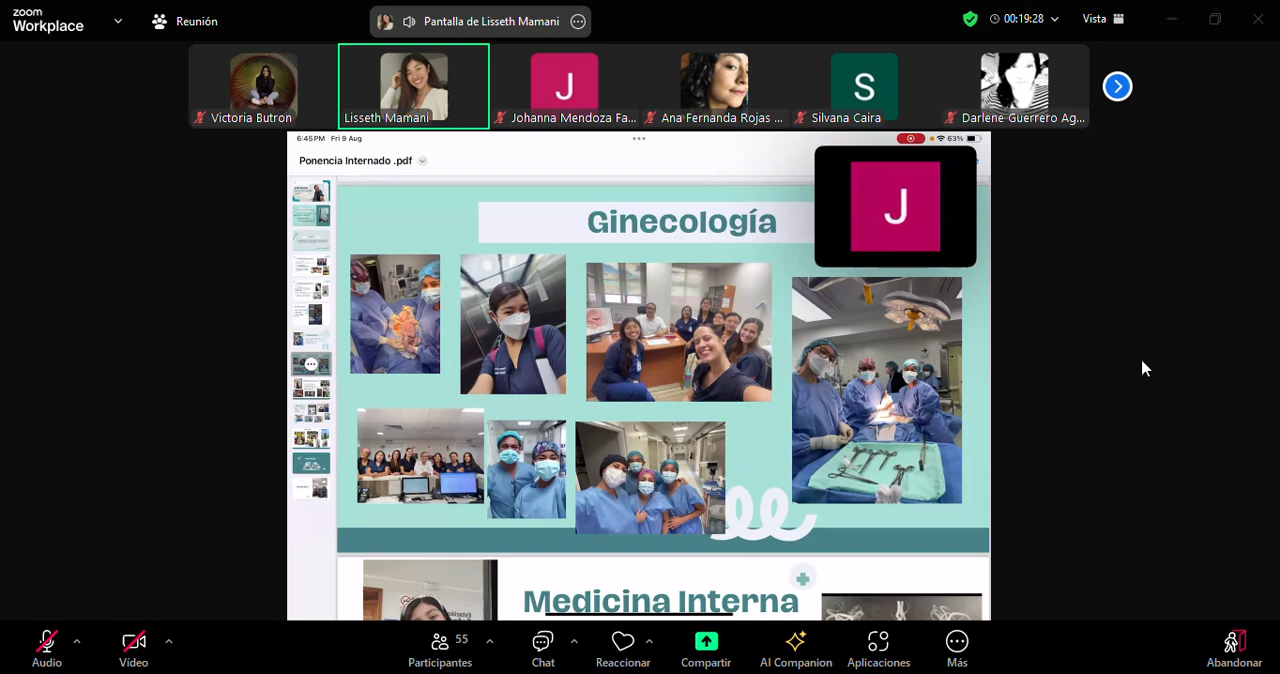 zoom
Workplace
Reunión
Pantalla de Lisseth Mamani
00:19:28
Vista
J
S
Victoria Butron
Lisseth Mamani
Johanna Mendoza Fa...
Ana Fernanda Rojas ...
Silvana Caira
Darlene Guerrero Ag...
6:45 PM Fri 9 Aug
63%
Ponencia Internado .pdf
J
Ginecología
Medicina Interna
Audio
Vídeo
55
Participantes
Chat
Reaccionar
Compartir
AI Companion
Aplicaciones
Más
Abandonar